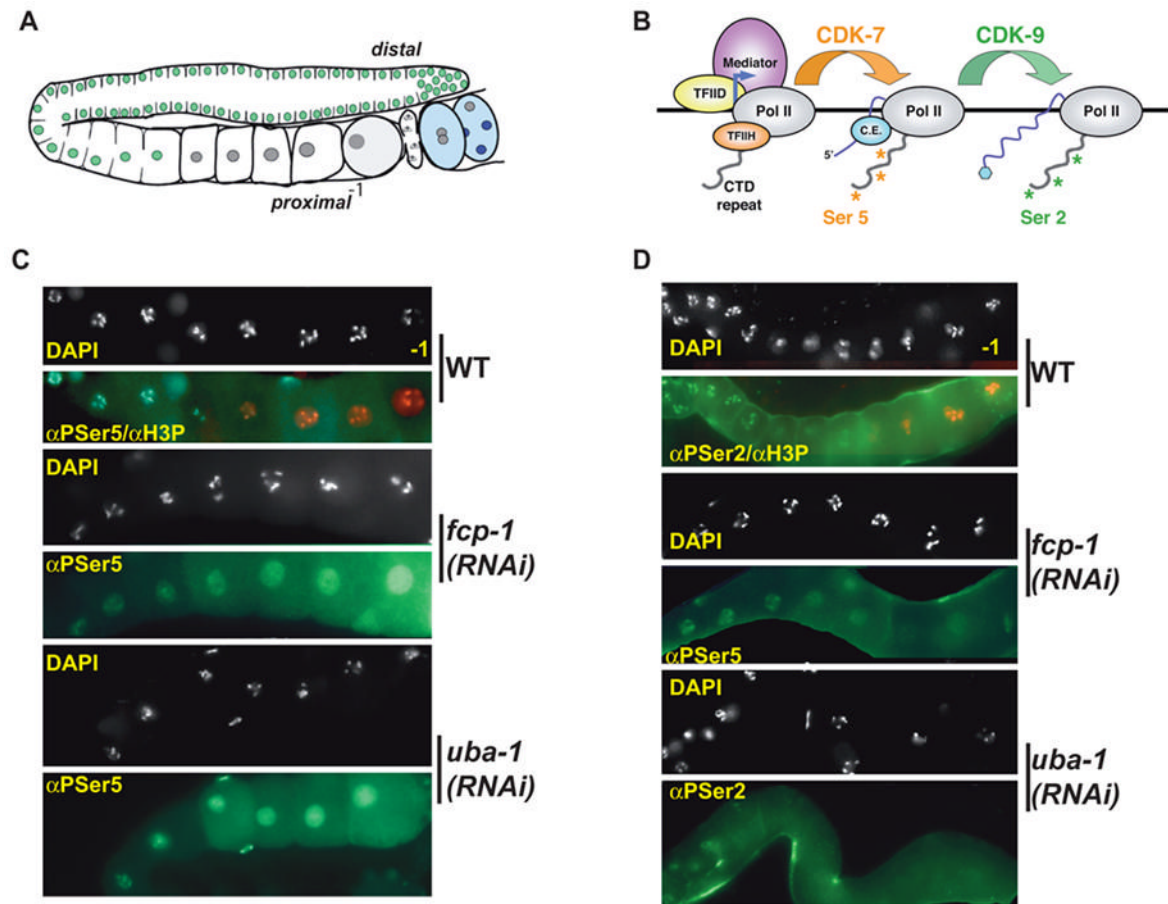 A
distal
proximal
-1
B
CDK-7
CDK-9
Mediator
TFIID
Pol II
Pol II
Pol II
TFIIH
C.E.
5'
CTD
repeat
*
*
*
Ser 5
*
*
*
*
Ser 2
C
DAPI
-1
WT
αPSer5/αH3P
DAPI
fcp-1
(RNAi)
αPSer5
DAPI
uba-1
(RNAi)
αPSer5
D
DAPI
-1
WT
αPSer2/αH3P
DAPI
fcp-1
(RNAi)
αPSer5
DAPI
uba-1
(RNAi)
αPSer2